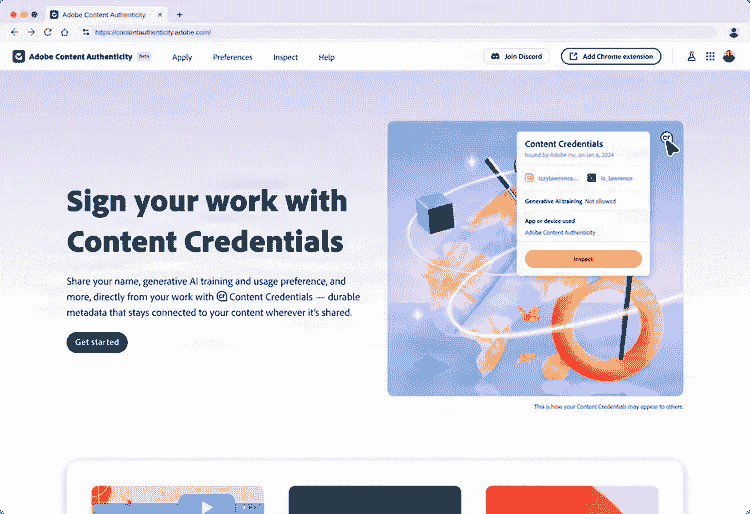 Adobe Content Authenticity
https://contentauthenticity.adobe.com/
Adobe Content Authenticity Beta Apply Preferences Inspect Help Join Discord Add Chrome extension
cr
Content Credentials
Issued by Adobe Inc. on Jan 6, 2024
izzylawrence... iz_lawrence
Generative AI training Not allowed
App or device used
Adobe Content Authenticity
Inspect
Sign your work with
Content Credentials
Share your name, generative AI training and usage preference, and
more, directly from your work with cr Content Credentials — durable
metadata that stays connected to your content wherever it's shared.
Get started
This is how your Content Credentials may appear to others.